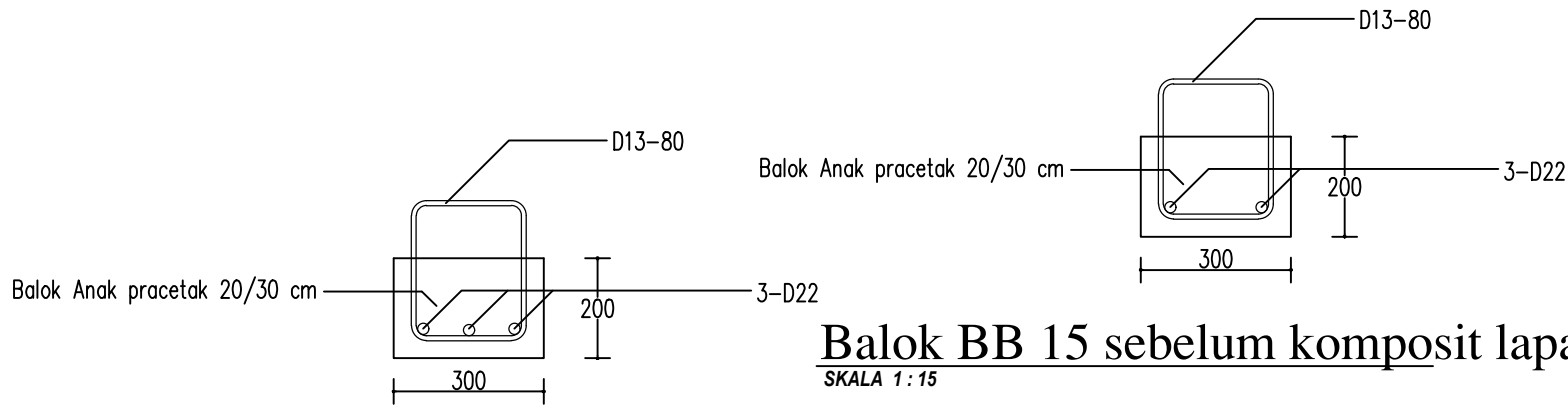 D13-80
Balok Anak pracetak 20/30 cm
3-D22
200
300
D13-80
Balok Anak pracetak 20/30 cm
3-D22
200
300
Balok BB 15 sebelum komposit lapa
SKALA 1 : 15